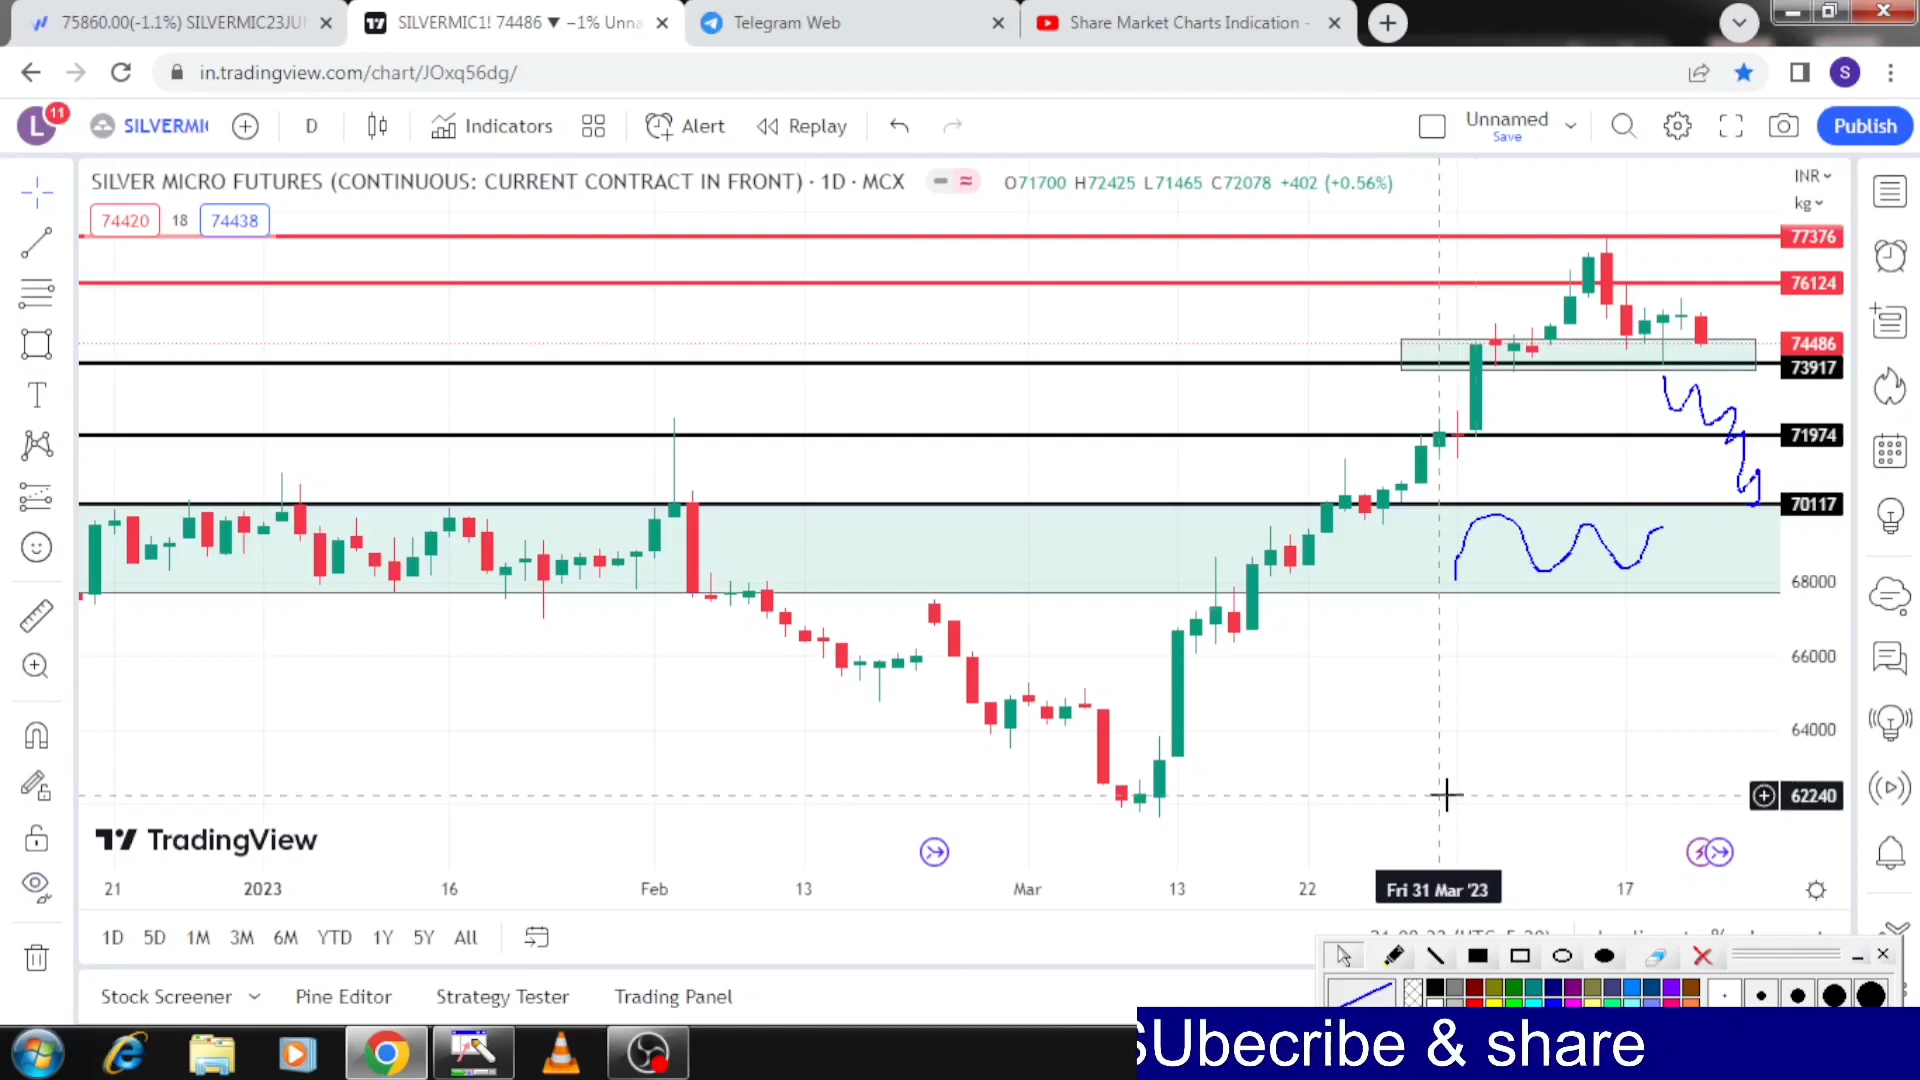 75860.00(-1.1%) SILVERMIC23JUN
SILVERMIC1! 74486 ▼ −1% Unna
Telegram Web
Share Market Charts Indication -
in.tradingview.com/chart/JOxq56dg/
S
L
11
SILVERMI
D
Indicators
Alert
Replay
Unnamed
Save
Publish
SILVER MICRO FUTURES (CONTINUOUS: CURRENT CONTRACT IN FRONT) · 1D · MCX
O71700 H72425 L71465 C72078 +402 (+0.56%)
INR
kg
74420 18 74438
77376
76124
74486
73917
71974
70117
68000
66000
64000
62240
TradingView
21 2023 16 Feb 13 Mar 13 22 Fri 31 Mar '23 17
1D 5D 1M 3M 6M YTD 1Y 5Y All
Stock Screener Pine Editor Strategy Tester Trading Panel
SUbecribe & share